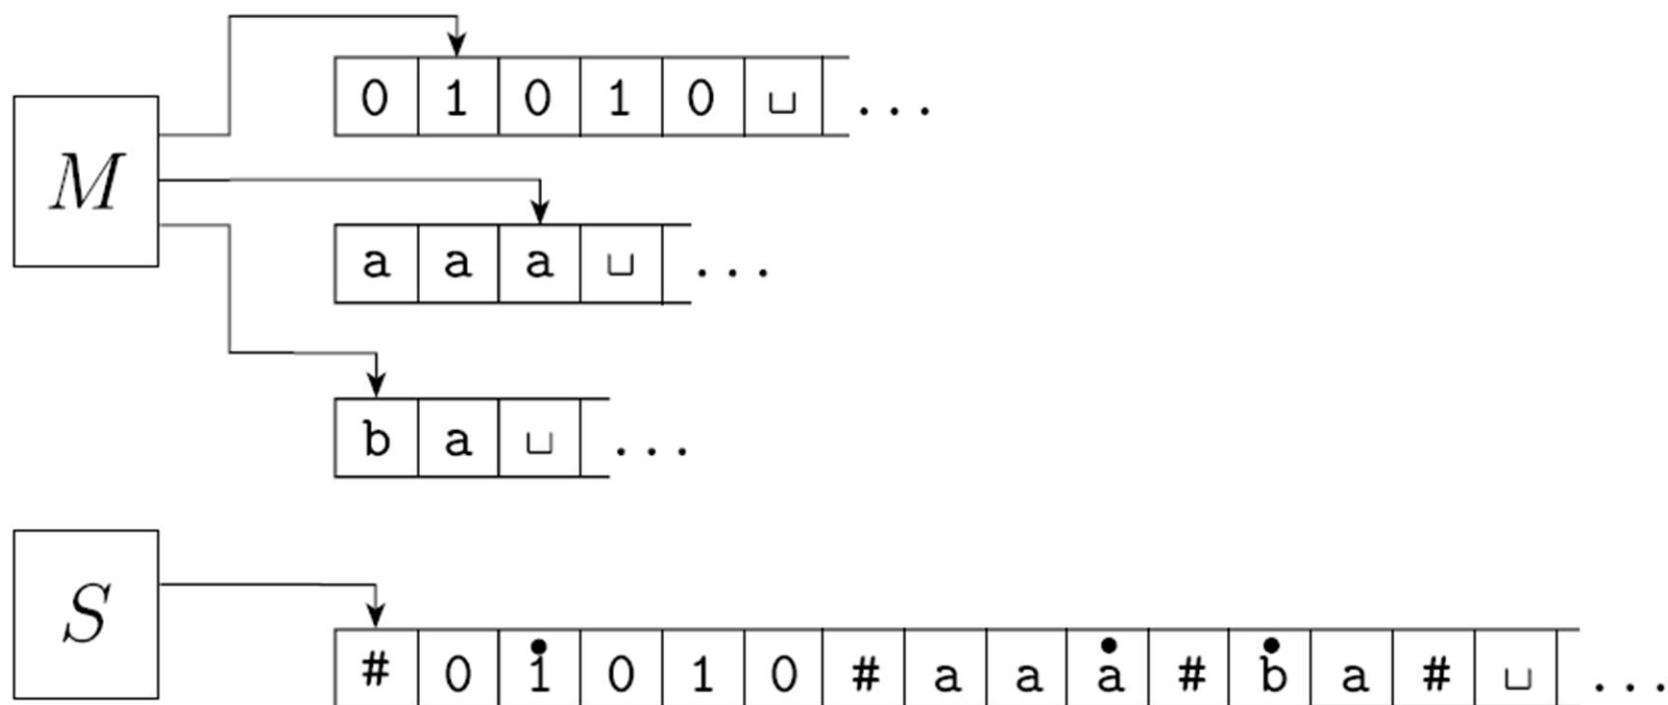 0 1 0 1 0 ␣ ...
M
a a a ␣ ...
b a ␣ ...
S
# 0 1̇ 0 1 0 # a a ȧ # ḃ a # ␣ ...